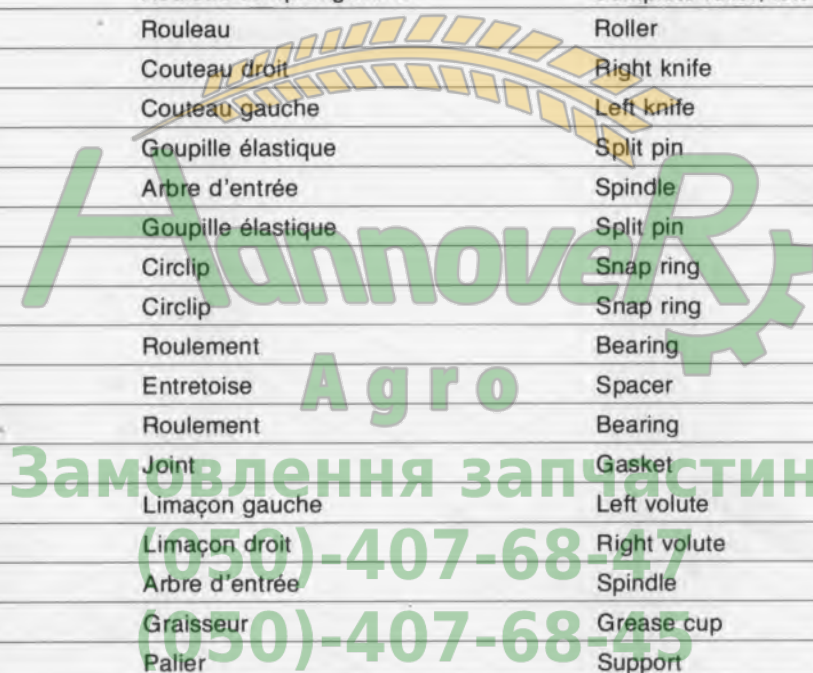 Rouleau Roller
Couteau droit Right knife
Couteau gauche Left knife
Goupille élastique Split pin
Arbre d'entrée Spindle
Goupille élastique Split pin
Circlip Snap ring
Circlip Snap ring
HannoveR
Roulement Bearing
Entretoise Spacer
Agro
Roulement Bearing
Joint Gasket
Замовлення запчастин
Limaçon gauche Left volute
Limaçon droit Right volute
(050)-407-68-47
Arbre d'entrée Spindle
Graisseur Grease cup
(050)-407-68-45
Palier Support